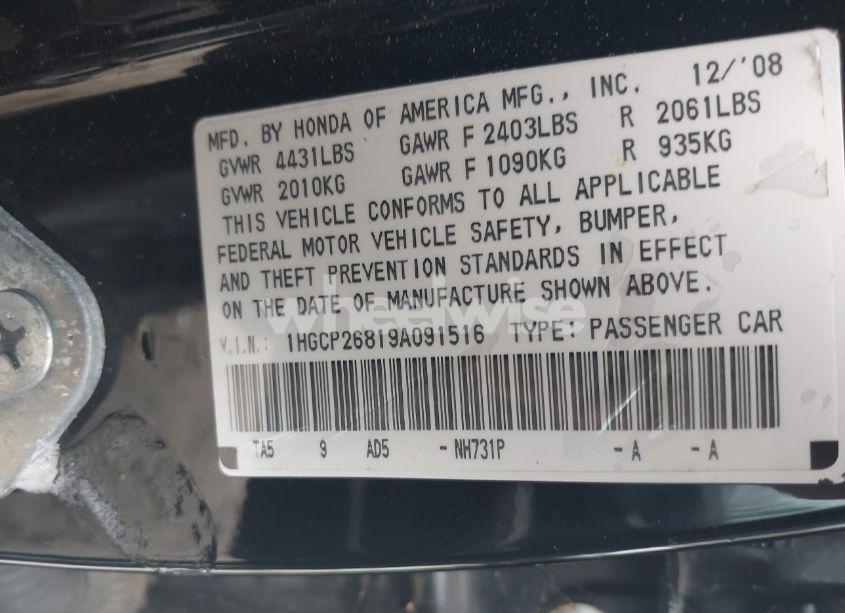 MFD. BY HONDA OF AMERICA MFG., INC. 12/'08
GVWR 4431LBS GAWR F 2403LBS R 2061LBS
GVWR 2010KG GAWR F 1090KG R 935KG
THIS VEHICLE CONFORMS TO ALL APPLICABLE
FEDERAL MOTOR VEHICLE SAFETY, BUMPER,
AND THEFT PREVENTION STANDARDS IN EFFECT
ON THE DATE OF MANUFACTURE SHOWN ABOVE.
wheelwise
V.I.N.: 1HGCP26819A091516 TYPE: PASSENGER CAR
TA5 9 AD5 -NH731P -A -A